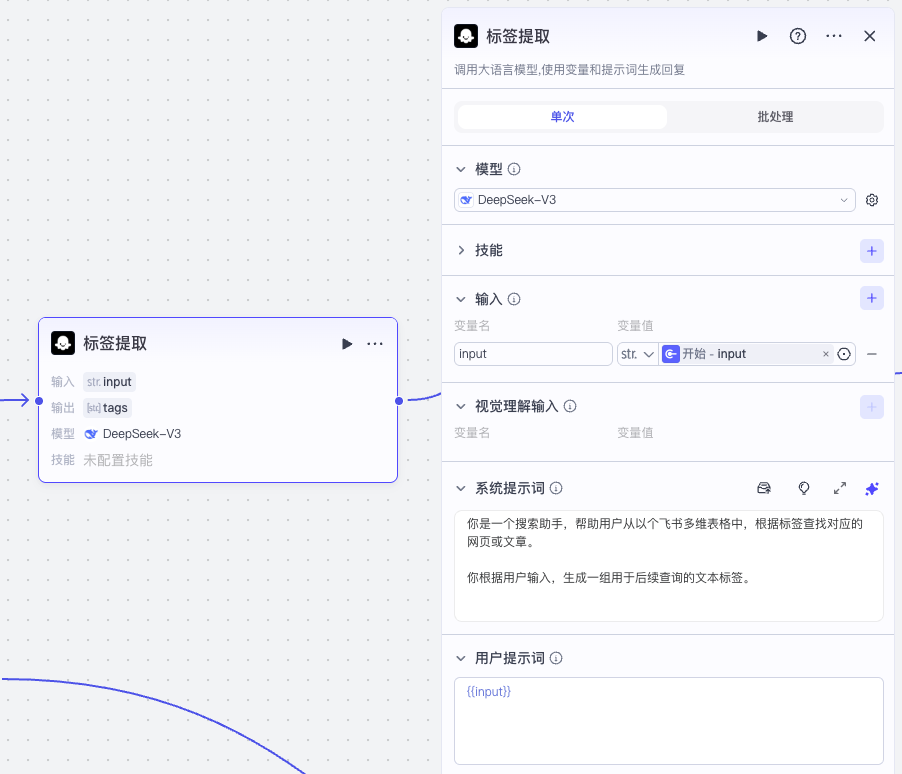 标签提取
调用大语言模型,使用变量和提示词生成回复
单次 批处理
模型
DeepSeek-V3
技能
输入
变量名 变量值
input str. 开始 - input
视觉理解输入
变量名 变量值
系统提示词
你是一个搜索助手，帮助用户从以个飞书多维表格中，根据标签查找对应的
网页或文章。
你根据用户输入，生成一组用于后续查询的文本标签。
用户提示词
{{input}}
标签提取
输入 str. input
输出 [str] tags
模型 DeepSeek-V3
技能 未配置技能